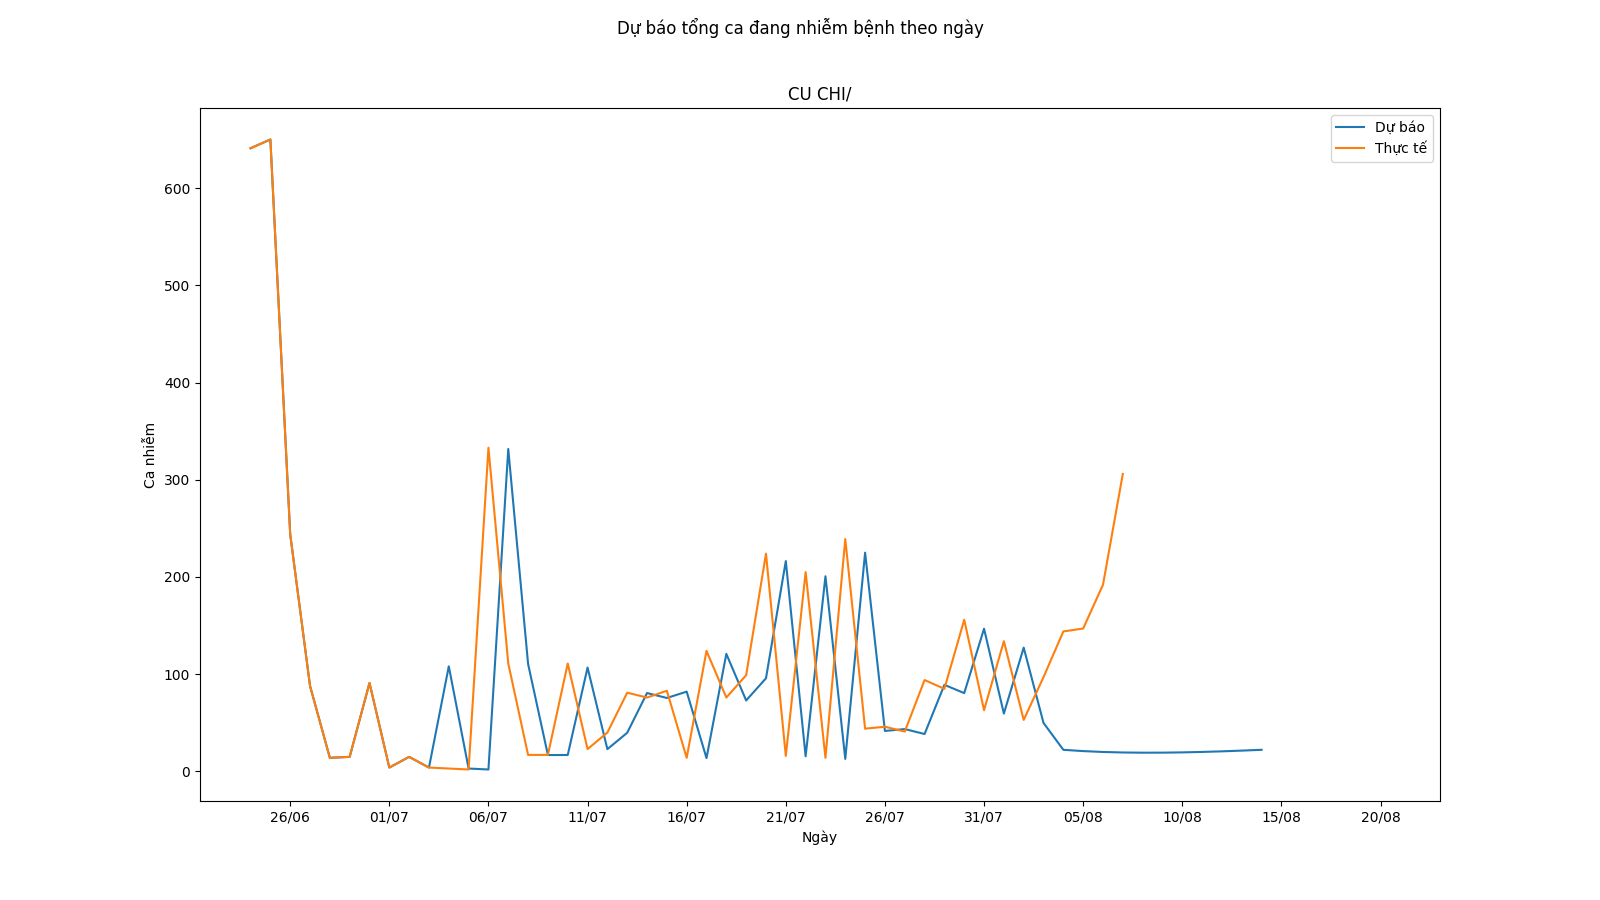 Dự báo tổng ca đang nhiễm bệnh theo ngày
CU CHI/
Dự báo
Thực tế
600
500
400
300
200
100
0
Ca nhiễm
26/06 01/07 06/07 11/07 16/07 21/07 26/07 31/07 05/08 10/08 15/08 20/08
Ngày